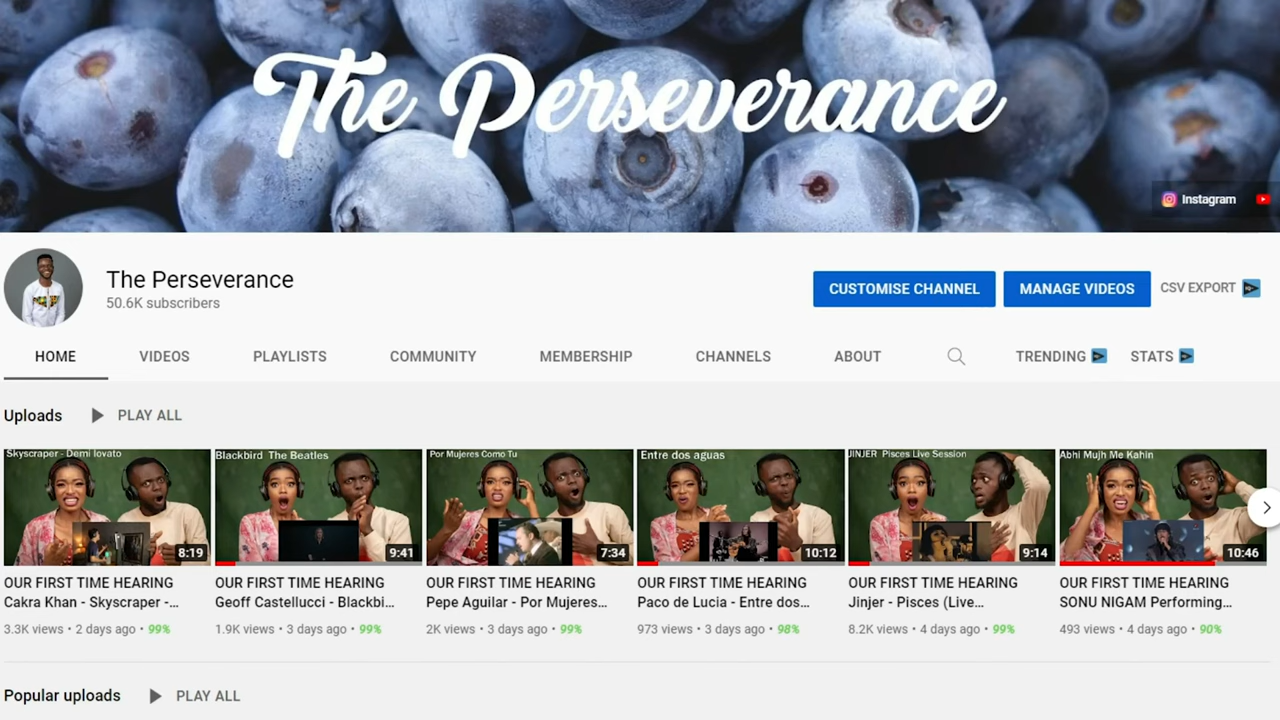 The Perseverance
Instagram
The Perseverance
50.6K subscribers
CUSTOMISE CHANNEL
MANAGE VIDEOS
CSV EXPORT
HOME
VIDEOS
PLAYLISTS
COMMUNITY
MEMBERSHIP
CHANNELS
ABOUT
TRENDING
STATS
Uploads
PLAY ALL
Skyscraper - Demi lovato
8:19
OUR FIRST TIME HEARING
Cakra Khan - Skyscraper -...
3.3K views • 2 days ago • 99%
Blackbird The Beatles
9:41
OUR FIRST TIME HEARING
Geoff Castellucci - Blackbi...
1.9K views • 3 days ago • 99%
Por Mujeres Como Tu
7:34
OUR FIRST TIME HEARING
Pepe Aguilar - Por Mujeres...
2K views • 3 days ago • 99%
Entre dos aguas
10:12
OUR FIRST TIME HEARING
Paco de Lucia - Entre dos...
973 views • 3 days ago • 98%
JINJER Pisces Live Session
9:14
OUR FIRST TIME HEARING
Jinjer - Pisces (Live...
8.2K views • 4 days ago • 99%
Abhi Mujh Me Kahin
10:46
OUR FIRST TIME HEARING
SONU NIGAM Performing...
493 views • 4 days ago • 90%
Popular uploads
PLAY ALL